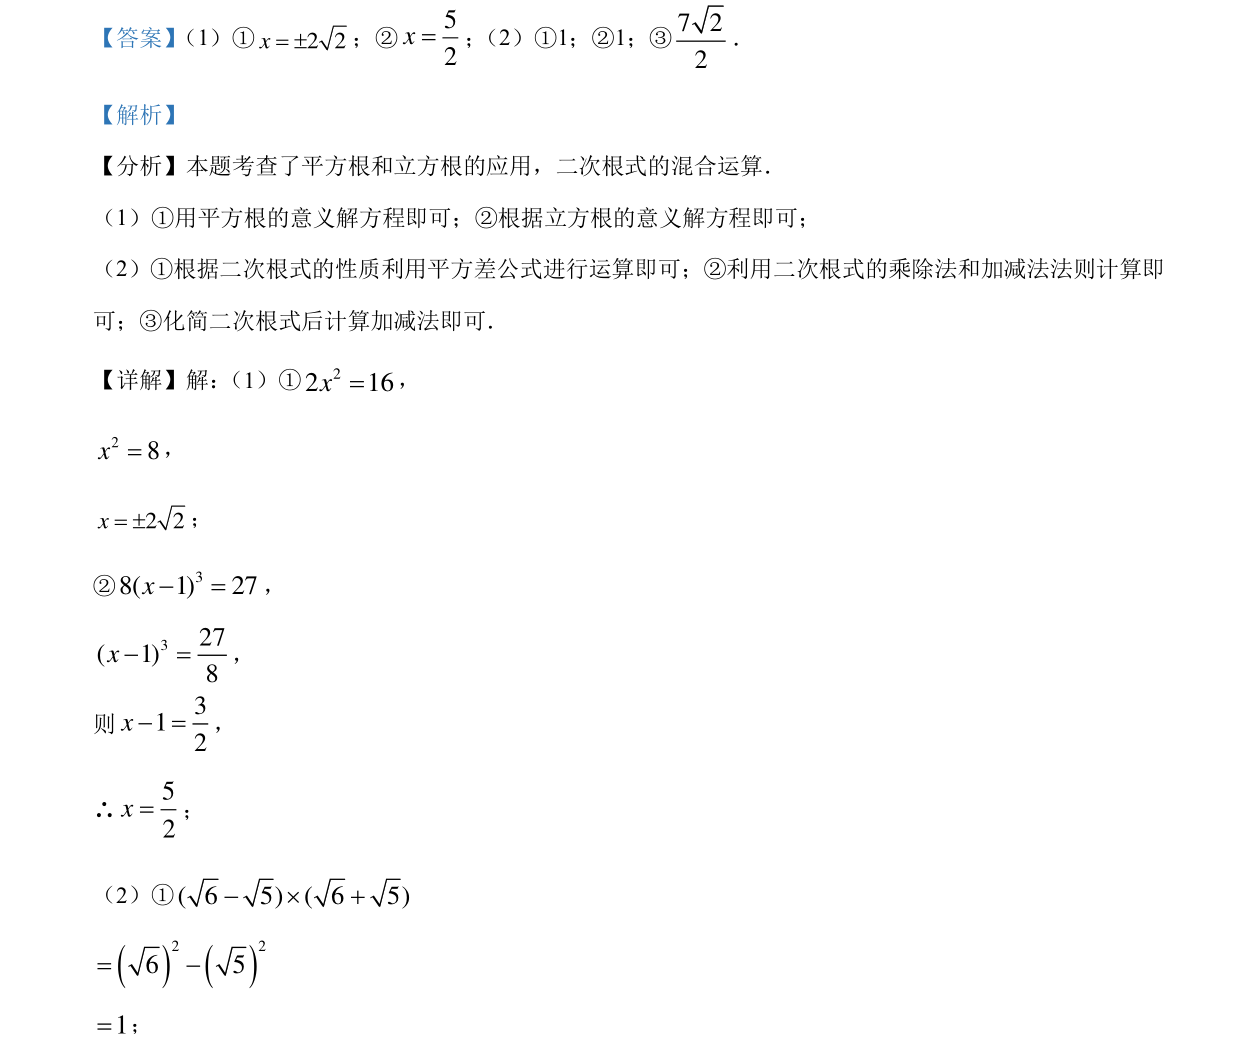 【答案】（1）①x=±2√2；②x=5/2；（2）①1；②1；③7√2/2．
【解析】
【分析】本题考查了平方根和立方根的应用，二次根式的混合运算．
（1）①用平方根的意义解方程即可；②根据立方根的意义解方程即可；
（2）①根据二次根式的性质利用平方差公式进行运算即可；②利用二次根式的乘除法和加减法法则计算即
可；③化简二次根式后计算加减法即可．
【详解】解：（1）①2x²=16，
x²=8，
x=±2√2；
②8(x−1)³=27，
(x−1)³=27/8，
则x−1=3/2，
∴x=5/2；
（2）①(√6−√5)×(√6+√5)
=(√6)²−(√5)²
=1；